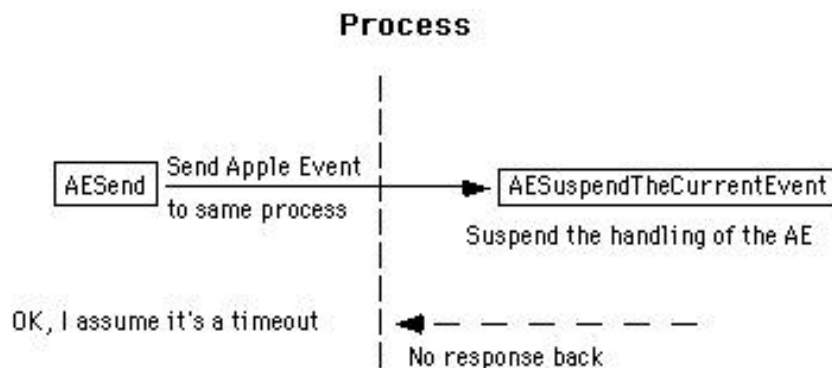 Process
Send Apple Event
AESend
AESuspendTheCurrentEvent
to same process
Suspend the handling of the AE
OK, I assume it's a timeout
No response back